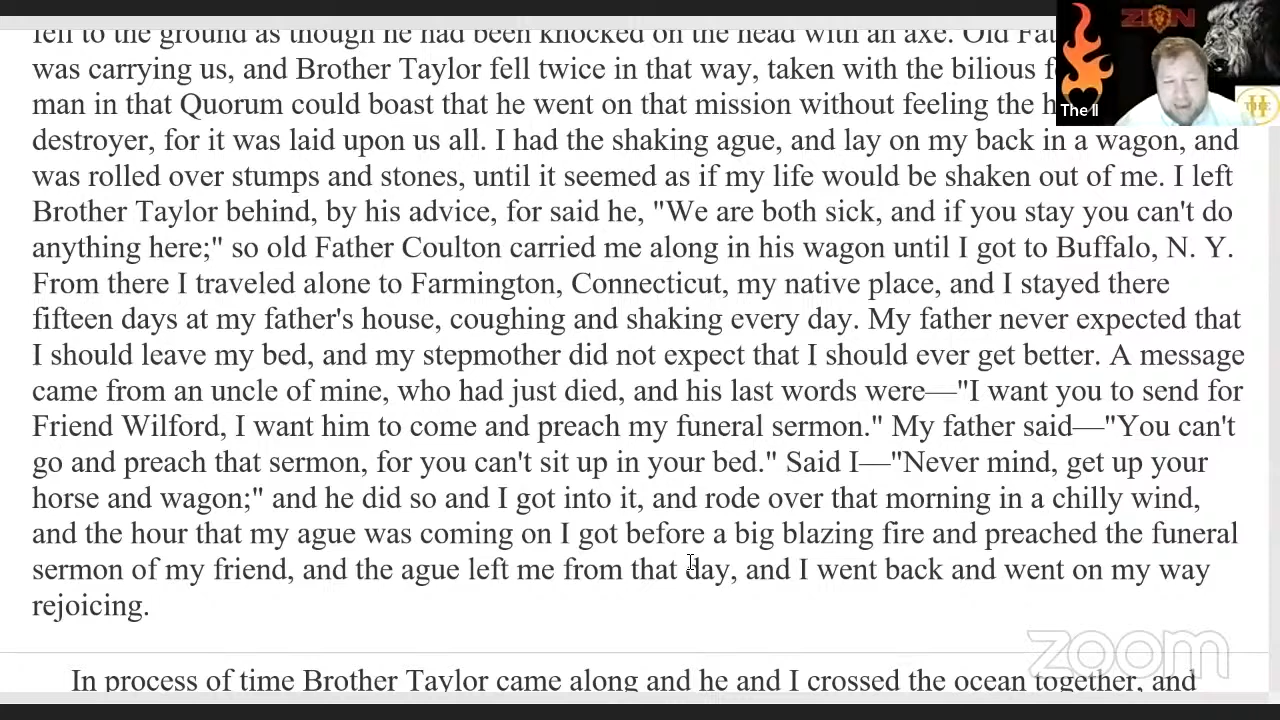 fell to the ground as though he had been knocked on the head with an axe. Old Fat
was carrying us, and Brother Taylor fell twice in that way, taken with the bilious f
man in that Quorum could boast that he went on that mission without feeling the h
destroyer, for it was laid upon us all. I had the shaking ague, and lay on my back in a wagon, and
was rolled over stumps and stones, until it seemed as if my life would be shaken out of me. I left
Brother Taylor behind, by his advice, for said he, "We are both sick, and if you stay you can't do
anything here;" so old Father Coulton carried me along in his wagon until I got to Buffalo, N. Y.
From there I traveled alone to Farmington, Connecticut, my native place, and I stayed there
fifteen days at my father's house, coughing and shaking every day. My father never expected that
I should leave my bed, and my stepmother did not expect that I should ever get better. A message
came from an uncle of mine, who had just died, and his last words were—"I want you to send for
Friend Wilford, I want him to come and preach my funeral sermon." My father said—"You can't
go and preach that sermon, for you can't sit up in your bed." Said I—"Never mind, get up your
horse and wagon;" and he did so and I got into it, and rode over that morning in a chilly wind,
and the hour that my ague was coming on I got before a big blazing fire and preached the funeral
sermon of my friend, and the ague left me from that day, and I went back and went on my way
rejoicing.
In process of time Brother Taylor came along and he and I crossed the ocean together, and
ZION
The II
zoom